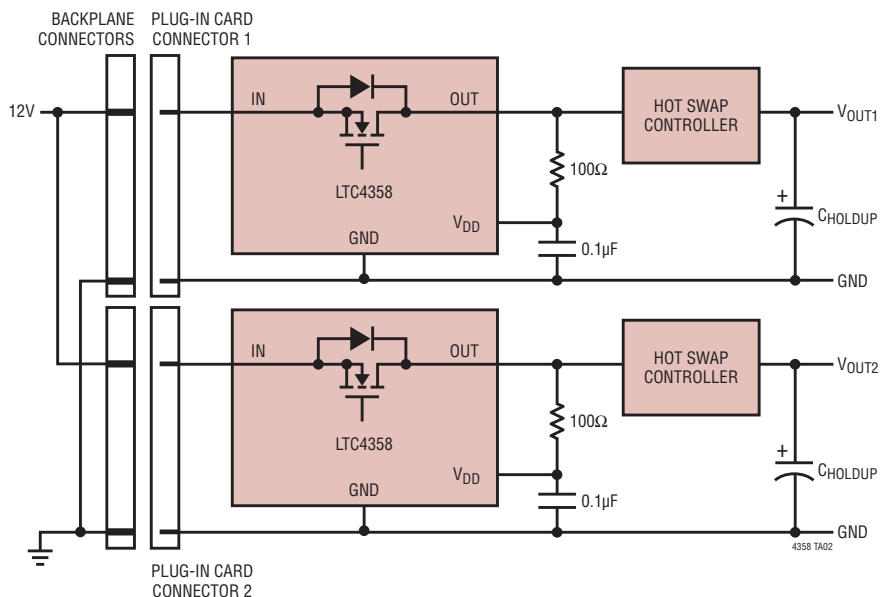 BACKPLANE
CONNECTORS
PLUG-IN CARD
CONNECTOR 1
12V
IN
OUT
LTC4358
VDD
GND
100Ω
0.1µF
HOT SWAP
CONTROLLER
VOUT1
+
CHOLDUP
GND
IN
OUT
LTC4358
VDD
GND
100Ω
0.1µF
HOT SWAP
CONTROLLER
VOUT2
+
CHOLDUP
GND
4358 TA02
PLUG-IN CARD
CONNECTOR 2